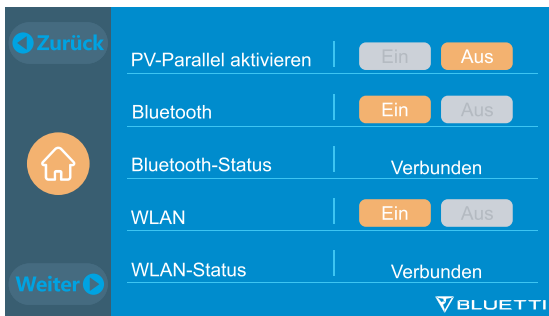 Zurück
PV-Parallel aktivieren Ein Aus
Bluetooth Ein Aus
Bluetooth-Status Verbunden
WLAN Ein Aus
WLAN-Status Verbunden
Weiter
BLUETTI